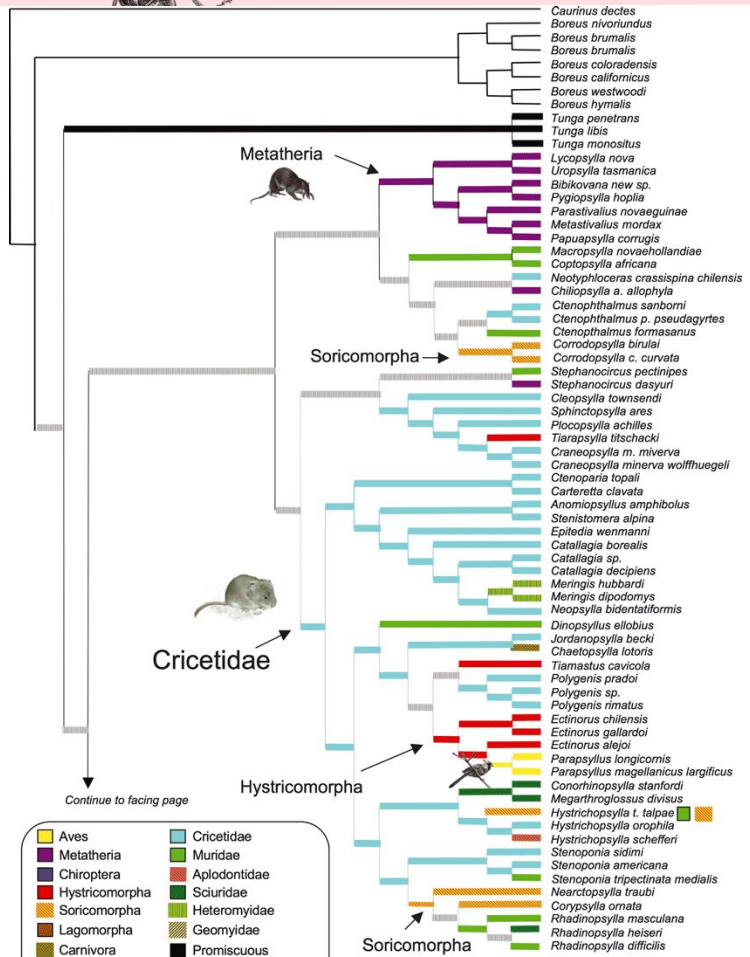 Caurinus dectes
Boreus nivoriundus
Boreus brumalis
Boreus brumalis
Boreus coloradensis
Boreus californicus
Boreus westwoodi
Boreus hymalis
Tunga penetrans
Tunga libis
Tunga monositus
Metatheria
Lycopsylla nova
Uropsylla tasmanica
Bibikovana new sp.
Pygiopsylla hoplia
Parastivalius novaeguinae
Metastivalius mordax
Papuapsylla corrugis
Macropsylla novaehollandiae
Coptopsylla africana
Neotyphloceras crassispina chilensis
Chiliopsylla a. allophyla
Ctenophthalmus sanborni
Ctenophthalmus p. pseudagyrtes
Ctenopthalmus formasanus
Corrodopsylla birulai
Soricomorpha
Corrodopsylla c. curvata
Stephanocircus pectinipes
Stephanocircus dasyuri
Cleopsylla townsendi
Sphinctopsylla ares
Plocopsylla achilles
Tiarapsylla titschacki
Craneopsylla m. miverva
Craneopsylla minerva wolffhuegeli
Ctenoparia topali
Carteretta clavata
Anomiopsyllus amphibolus
Stenistomera alpina
Epitedia wenmanni
Catallagia borealis
Catallagia sp.
Catallagia decipiens
Meringis hubbardi
Meringis dipodomys
Neopsylla bidentatiformis
Dinopsyllus ellobius
Jordanopsylla becki
Chaetopsylla lotoris
Cricetidae
Tiamastus cavicola
Polygenis pradoi
Polygenis sp.
Polygenis rimatus
Ectinorus chilensis
Ectinorus gallardoi
Ectinorus alejoi
Parapsyllus longicornis
Parapsyllus magellanicus largificus
Hystricomorpha
Conorhinopsylla stanfordi
Megarthroglossus divisus
Continue to facing page
Hystrichopsylla t. talpae
Hystrichopsylla orophila
Hystrichopsylla schefferi
Stenoponia sidimi
Stenoponia americana
Stenoponia tripectinata medialis
Nearctopsylla traubi
Corypsylla ornata
Rhadinopsylla masculana
Rhadinopsylla heiseri
Soricomorpha
Rhadinopsylla difficilis
Aves
Metatheria
Chiroptera
Hystricomorpha
Soricomorpha
Lagomorpha
Carnivora
Cricetidae
Muridae
Aplodontidae
Sciuridae
Heteromyidae
Geomyidae
Promiscuous